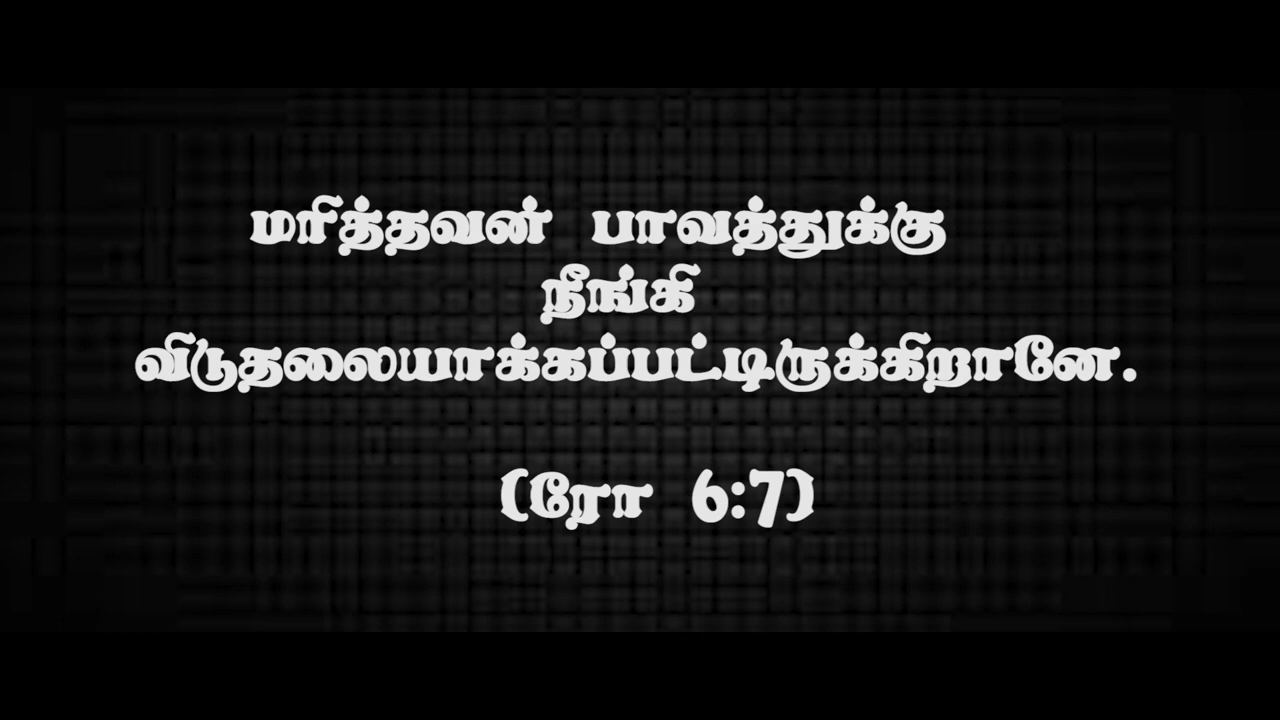 மரித்தவன் பாவத்துக்கு
நீங்கி
விடுதலையாக்கப்பட்டிருக்கிறானே.
(ரோ 6:7)